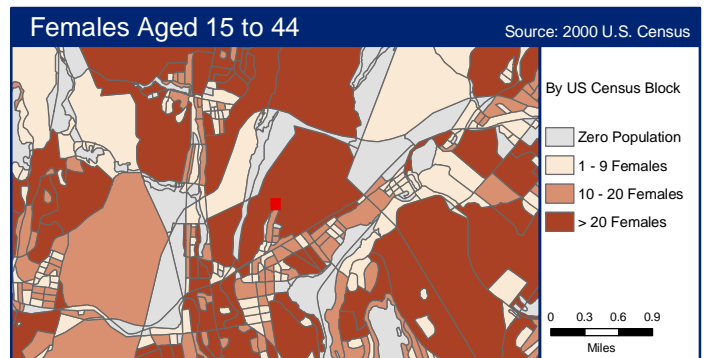 Females Aged 15 to 44
Source: 2000 U.S. Census
By US Census Block
Zero Population
1 - 9 Females
10 - 20 Females
> 20 Females
0 0.3 0.6 0.9
Miles